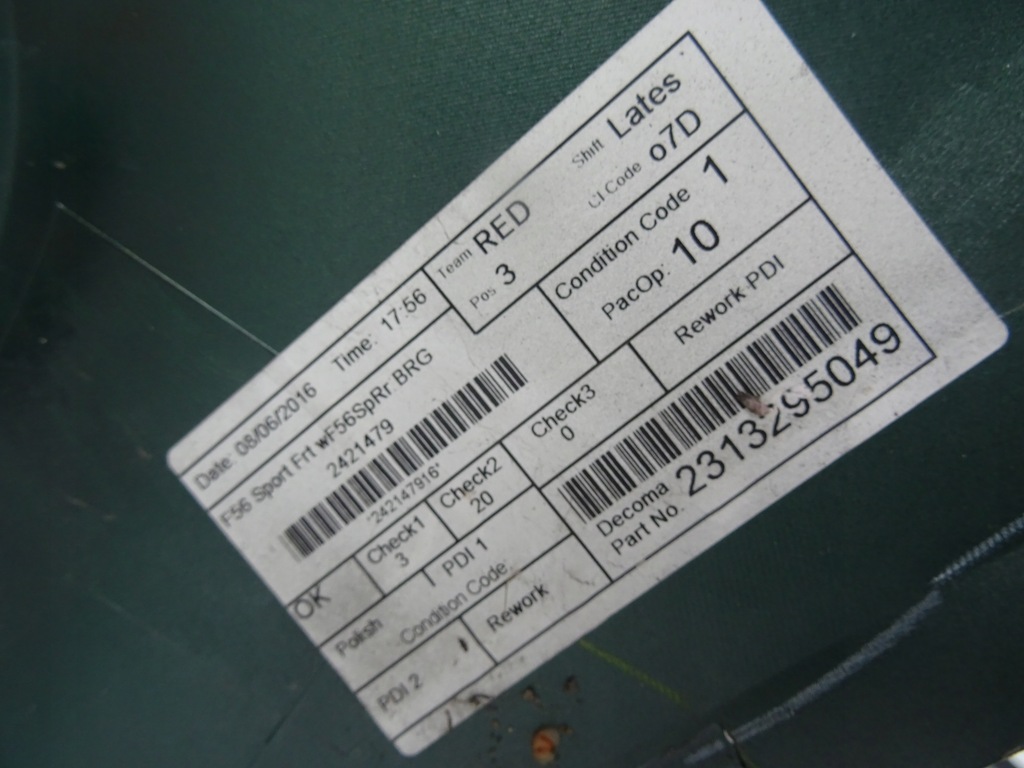 Date: 08/06/2016 Time: 17:56
Team RED Shift Lates
Pos 3 CI Code o7D
F56 Sport Frt wF56SpRr BRG
2421479
*242147916*
Condition Code 1
PacOp: 10
OK
Check1
3
Check2
20
Check3
0
Rework PDI
Polish
PDI 1
Condition Code
PDI 2
Rework
Decoma
Part No. 2313295049